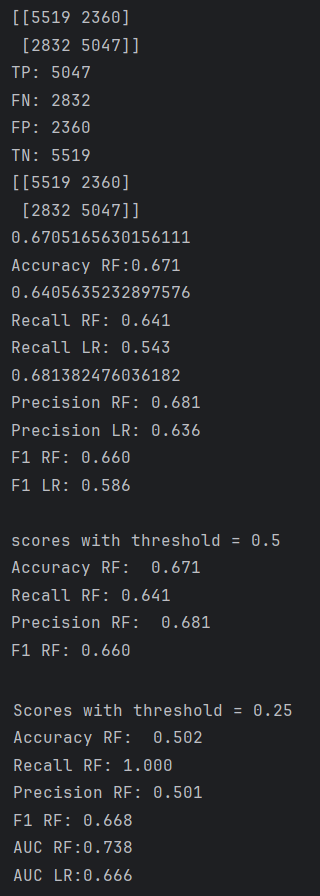 [[5519 2360]
 [2832 5047]]
TP: 5047
FN: 2832
FP: 2360
TN: 5519
[[5519 2360]
 [2832 5047]]
0.6705165630156111
Accuracy RF:0.671
0.6405635232897576
Recall RF: 0.641
Recall LR: 0.543
0.681382476036182
Precision RF: 0.681
Precision LR: 0.636
F1 RF: 0.660
F1 LR: 0.586
scores with threshold = 0.5
Accuracy RF:  0.671
Recall RF: 0.641
Precision RF:  0.681
F1 RF: 0.660
Scores with threshold = 0.25
Accuracy RF:  0.502
Recall RF: 1.000
Precision RF: 0.501
F1 RF: 0.668
AUC RF:0.738
AUC LR:0.666